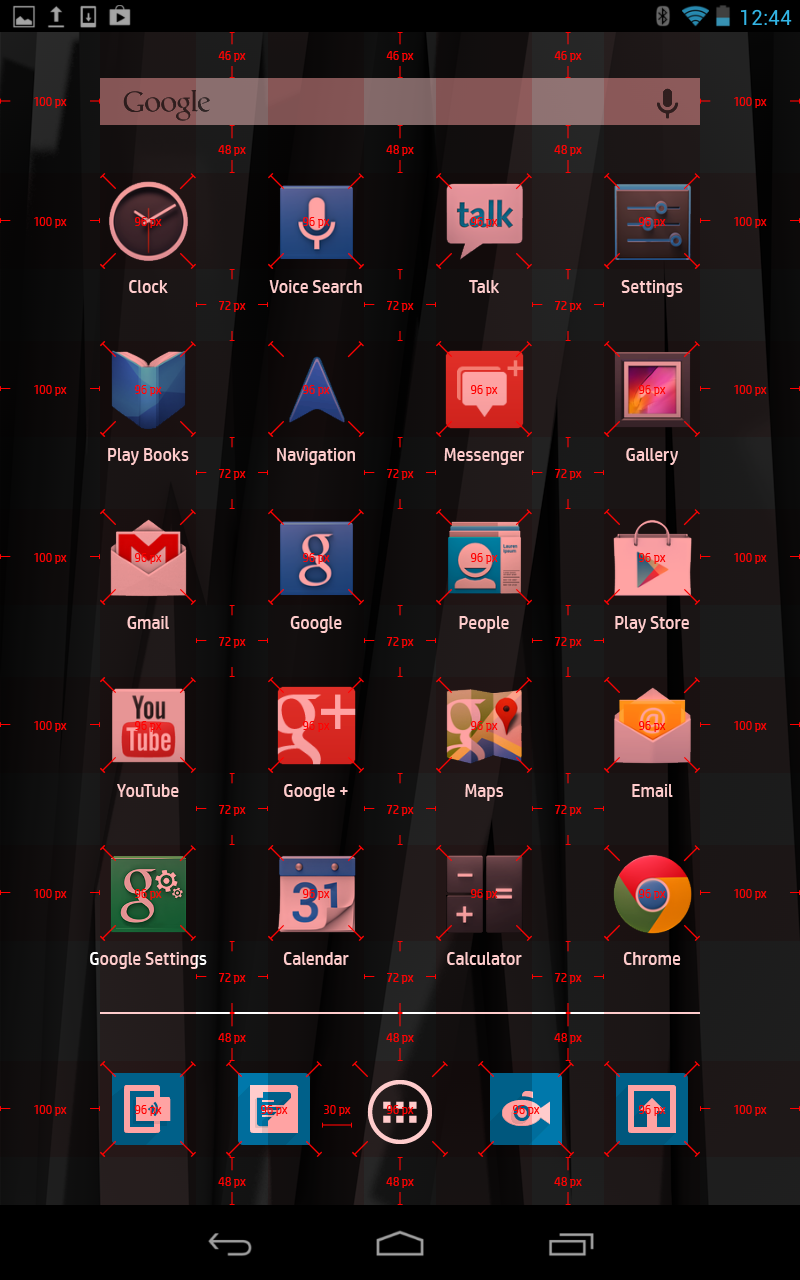 12:44
46 px 46 px 46 px
100 px Google 100 px
48 px 48 px 48 px
talk
100 px 96 px 96 px 96 px 96 px 100 px
Clock Voice Search Talk Settings
72 px 72 px 72 px
100 px 96 px 96 px 96 px 96 px 100 px
Play Books Navigation Messenger Gallery
72 px 72 px 72 px
100 px 96 px g 96 px 96 px 96 px 100 px
Gmail Google People Play Store
72 px 72 px 72 px
You
Tube
100 px 96 px g+ 96 px g 96 px 96 px 100 px
YouTube Google + Maps Email
72 px 72 px 72 px
g 31
100 px 96 px 96 px 96 px 96 px 100 px
Google Settings Calendar Calculator Chrome
72 px 72 px 72 px
48 px 48 px 48 px
100 px 96 px 96 px 30 px 96 px 96 px 96 px 100 px
48 px 48 px 48 px